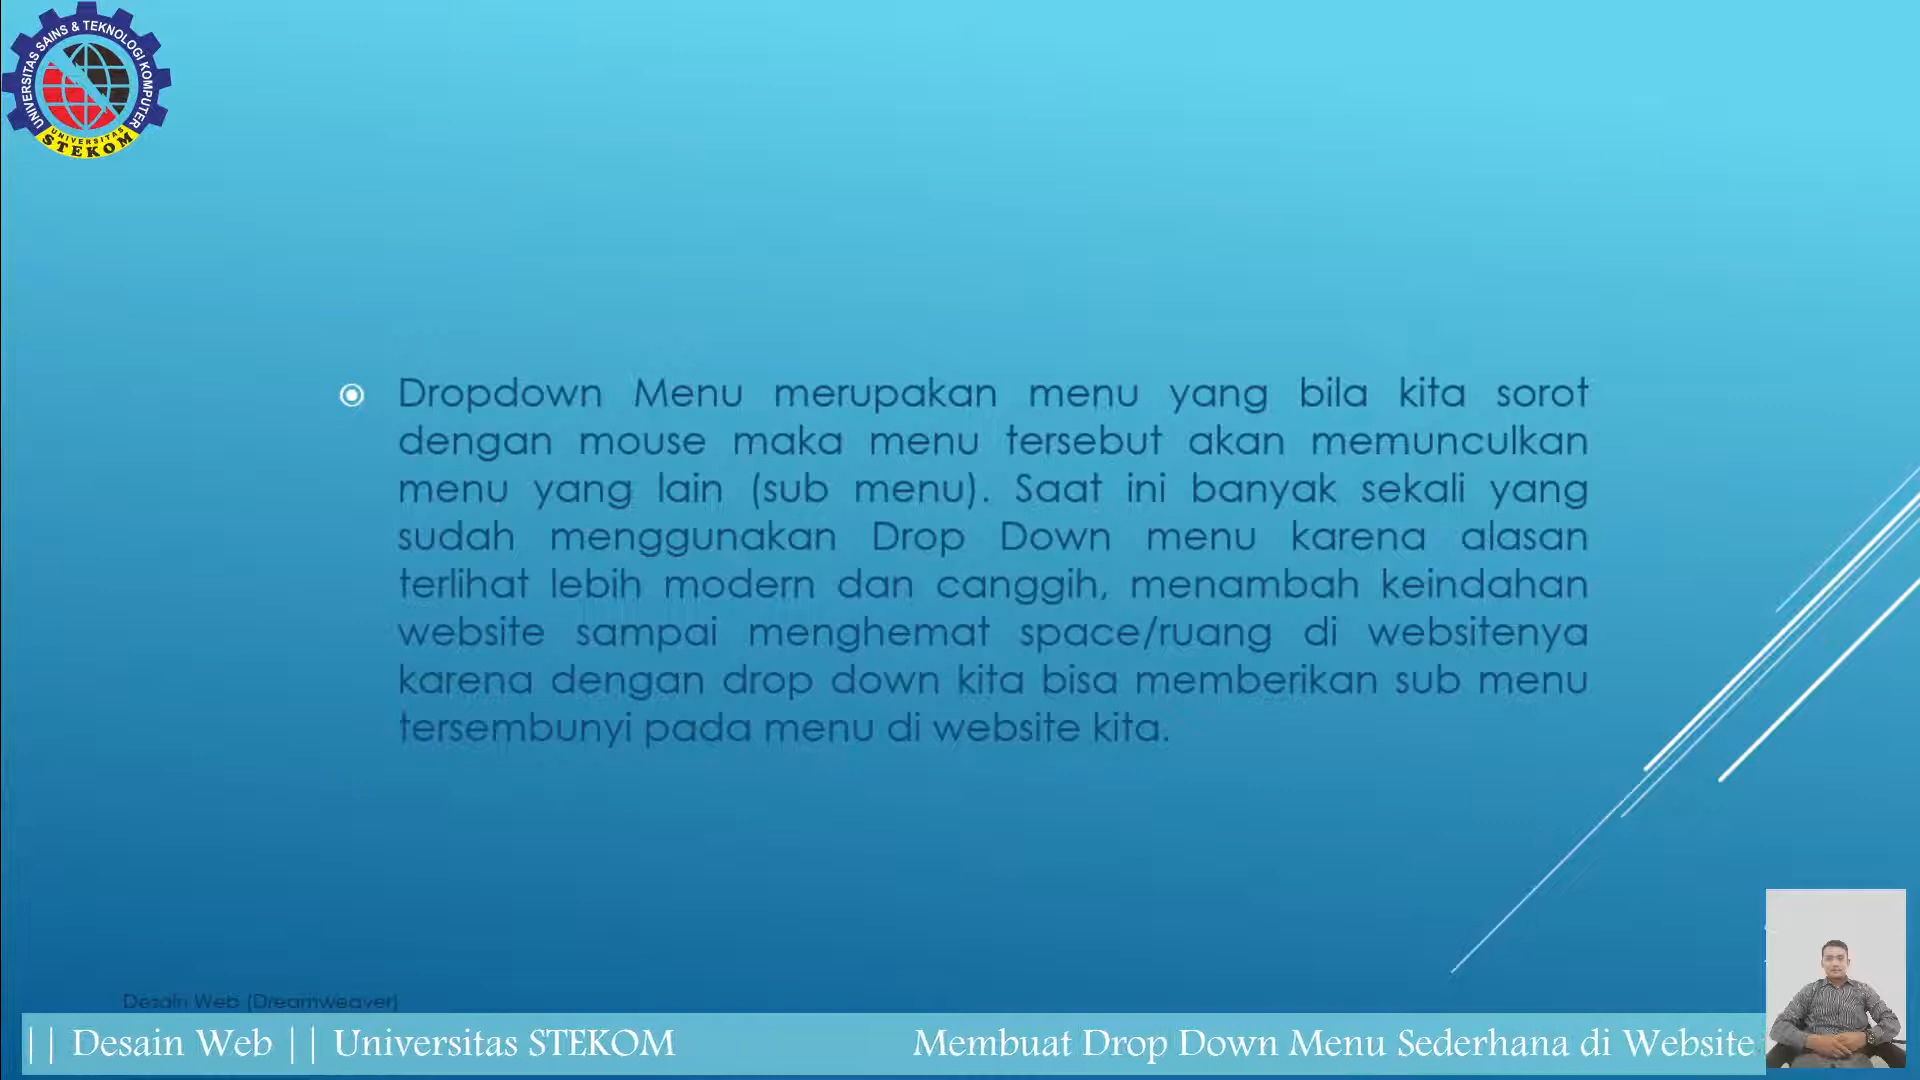 UNIVERSITAS SAINS & TEKNOLOGI KOMPUTER
UNIVERSITAS
STEKOM
Dropdown Menu merupakan menu yang bila kita sorot
dengan mouse maka menu tersebut akan memunculkan
menu yang lain (sub menu). Saat ini banyak sekali yang
sudah menggunakan Drop Down menu karena alasan
terlihat lebih modern dan canggih, menambah keindahan
website sampai menghemat space/ruang di websitenya
karena dengan drop down kita bisa memberikan sub menu
tersembunyi pada menu di website kita.
Desain Web (Dreamweaver)
|| Desain Web || Universitas STEKOM Membuat Drop Down Menu Sederhana di Website